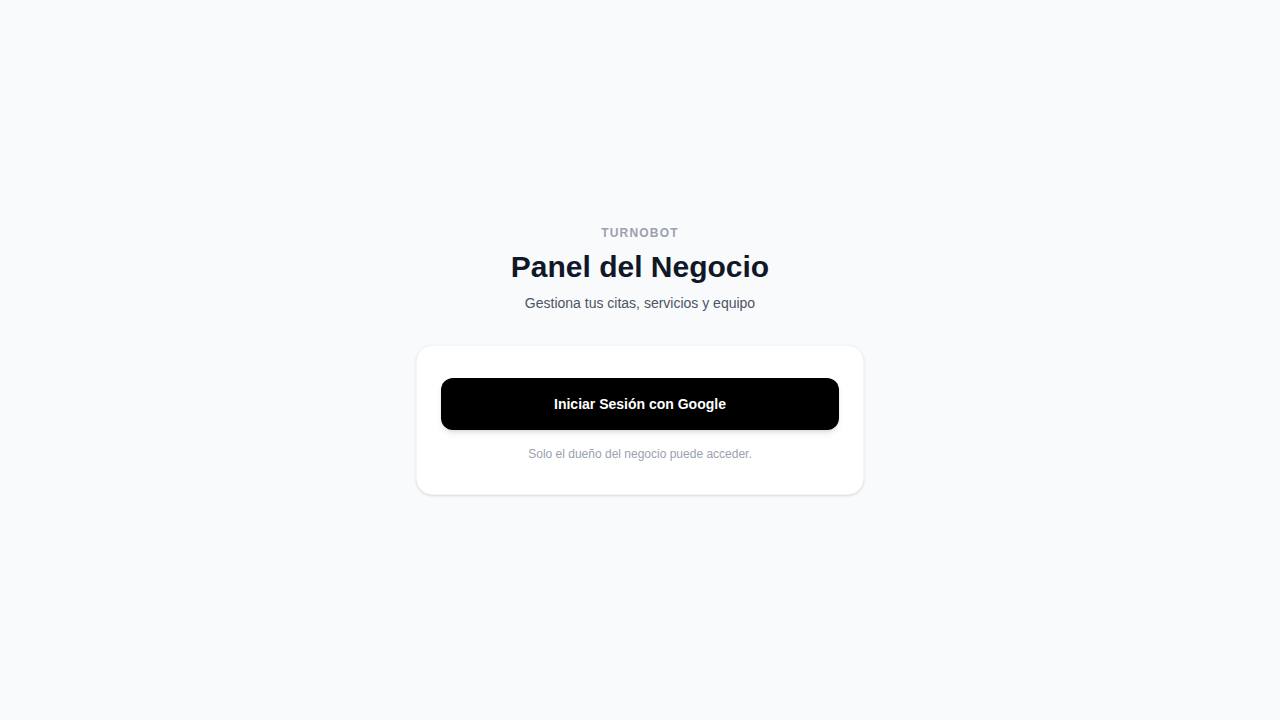 TURNOBOT
Panel del Negocio
Gestiona tus citas, servicios y equipo
Iniciar Sesión con Google
Solo el dueño del negocio puede acceder.